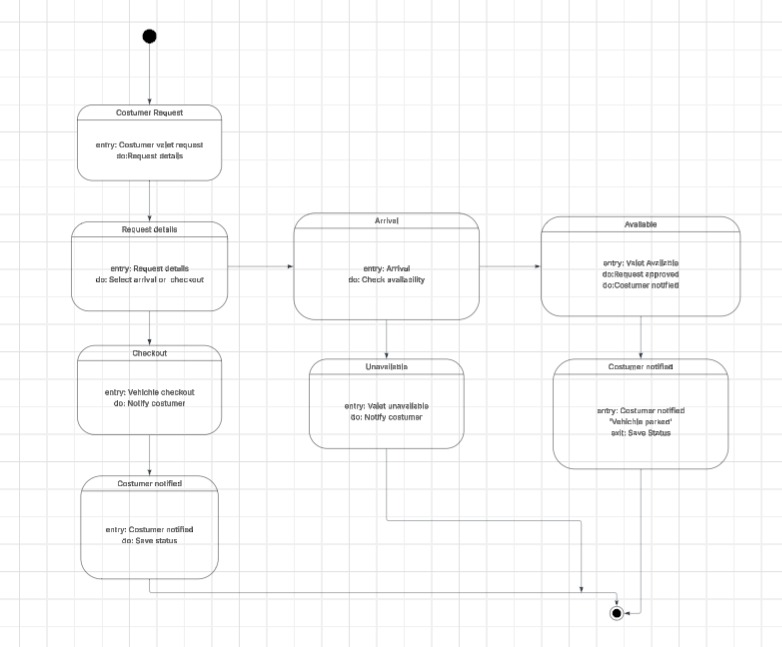 Costumer Request
entry: Costumer valet request
do:Request details
Request details
entry: Request details
do: Select arrival or checkout
Arrival
entry: Arrival
do: Check availability
Available
entry: Valet Available
do:Request approved
do:Costumer notified
Checkout
entry: Vehichle checkout
do: Notify costumer
Unavailable
entry: Valet unavailable
do: Notify costumer
Costumer notified
entry: Costumer notified
"Vehichle parked"
exit: Save Status
Costumer notified
entry: Costumer notified
do: Save status